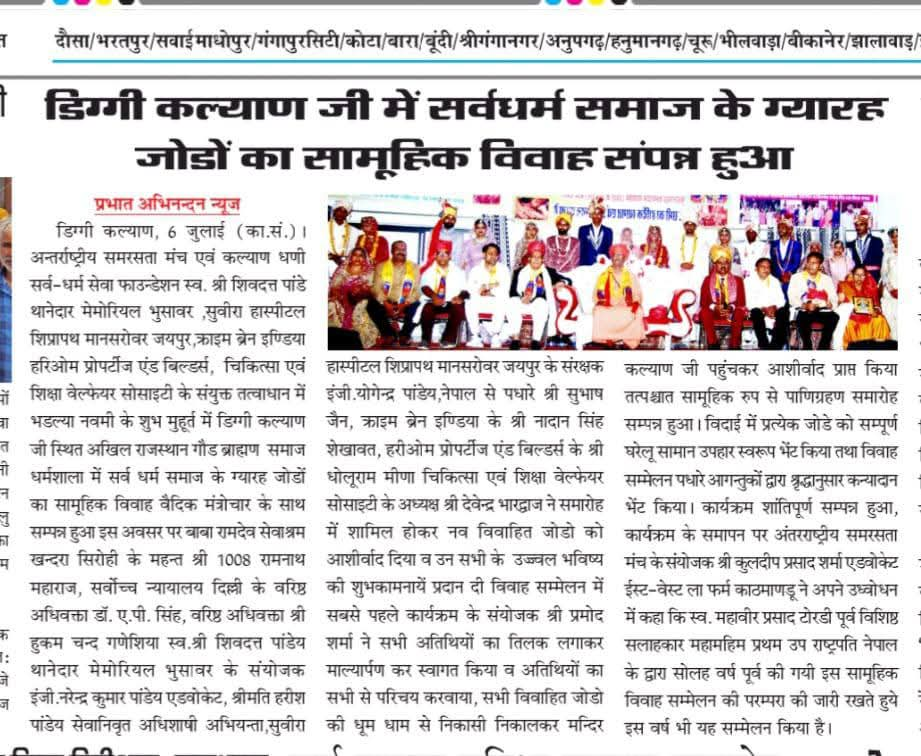 दौसा/भरतपुर/सवाईमाधोपुर/गंगापुरसिटी/कोटा/बारा/बूंदी/श्रीगंगानगर/अनुपगढ़/हनुमानगढ़/चूरू/भीलवाड़ा/बीकानेर/झालावाड़/
डिग्गी कल्याण जी में सर्वधर्म समाज के ग्यारह
जोडों का सामूहिक विवाह संपन्न हुआ
प्रभात अभिनन्दन न्यूज
डिग्गी कल्याण, 6 जुलाई (का.सं.)।
अन्तर्राष्ट्रीय समरसता मंच एवं कल्याण धणी
सर्व-धर्म सेवा फाउन्डेशन स्व. श्री शिवदत्त पांडे
थानेदार मेमोरियल भुसावर ,सुवीरा हास्पीटल
शिप्रापथ मानसरोवर जयपुर,क्राइम ब्रेन इण्डिया
हरिओम प्रोपर्टीज एंड बिल्डर्स, चिकित्सा एवं
शिक्षा वेल्फेयर सोसाइटी के संयुक्त तत्वाधान में
भडल्या नवमी के शुभ मुहूर्त में डिग्गी कल्याण
जी स्थित अखिल राजस्थान गौड ब्राह्मण समाज
धर्मशाला में सर्व धर्म समाज के ग्यारह जोडों
का सामूहिक विवाह वैदिक मंत्रोचार के साथ
सम्पन्न हुआ इस अवसर पर बाबा रामदेव सेवाश्रम
खन्दरा सिरोही के महन्त श्री 1008 रामनाथ
महाराज, सर्वोच्च न्यायालय दिल्ली के वरिष्ठ
अधिवक्ता डॉ. ए.पी. सिंह, वरिष्ठ अधिवक्ता श्री
हुकम चन्द गणेशिया स्व.श्री शिवदत्त पांडेय
थानेदार मेमोरियल भुसावर के संयोजक
इंजी.नरेन्द्र कुमार पांडेय एडवोकेट, श्रीमति हरीश
पांडेय सेवानिवृत अधिशाषी अभियन्ता,सुवीरा
हास्पीटल शिप्रापथ मानसरोवर जयपुर के संरक्षक
इंजी.योगेन्द्र पांडेय,नेपाल से पधारे श्री सुभाष
जैन, क्राइम ब्रेन इण्डिया के श्री नादान सिंह
शेखावत, हरीओम प्रोपर्टीज एंड बिल्डर्स के श्री
धोलूराम मीणा चिकित्सा एवं शिक्षा वेल्फेयर
सोसाइटी के अध्यक्ष श्री देवेन्द्र भारद्वाज ने समारोह
में शामिल होकर नव विवाहित जोडो को
आशीर्वाद दिया व उन सभी के उज्जवल भविष्य
की शुभकामनायें प्रदान दी विवाह सम्मेलन में
सबसे पहले कार्यक्रम के संयोजक श्री प्रमोद
शर्मा ने सभी अतिथियों का तिलक लगाकर
माल्यार्पण कर स्वागत किया व अतिथियों का
सभी से परिचय करवाया, सभी विवाहित जोडो
की धूम धाम से निकासी निकालकर मन्दिर
कल्याण जी पहुंचकर आशीर्वाद प्राप्त किया
तत्पश्चात सामूहिक रुप से पाणिग्रहण समारोह
सम्पन्न हुआ। विदाई में प्रत्येक जोडे को सम्पूर्ण
घरेलू सामान उपहार स्वरूप भेंट किया तथा विवाह
सम्मेलन पधारे आगन्तुकों द्वारा श्रृद्धानुसार कन्यादान
भेंट किया। कार्यक्रम शांतिपूर्ण सम्पन्न हुआ,
कार्यक्रम के समापन पर अंतरराष्ट्रीय समरसता
मंच के संयोजक श्री कुलदीप प्रसाद शर्मा एडवोकेट
ईस्ट-वेस्ट ला फर्म काठमाण्डू ने अपने उध्वोधन
में कहा कि स्व. महावीर प्रसाद टोरडी पूर्व विशिष्ठ
सलाहकार महामहिम प्रथम उप राष्ट्रपति नेपाल
के द्वारा सोलह वर्ष पूर्व की गयी इस सामूहिक
विवाह सम्मेलन की परम्परा को जारी रखते हुये
इस वर्ष भी यह सम्मेलन किया है।